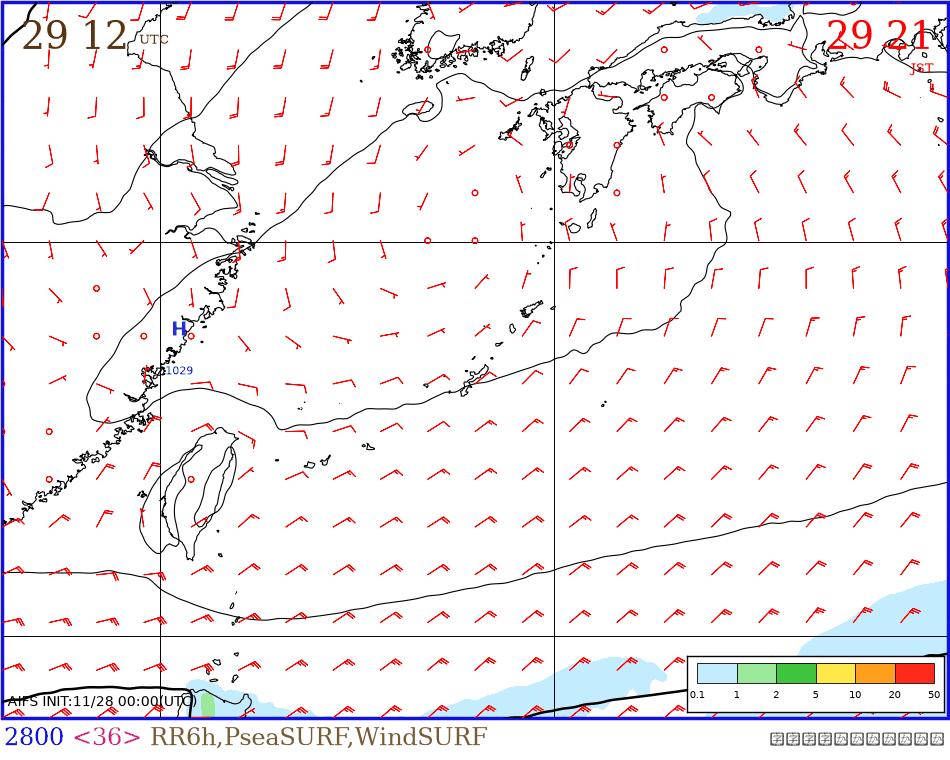 29 12 UTC
29 21
JST
H
1029
0.1 1 2 5 10 20 50
AIFS INIT:11/28 00:00(UTC)
2800 <36> RR6h,PseaSURF,WindSURF